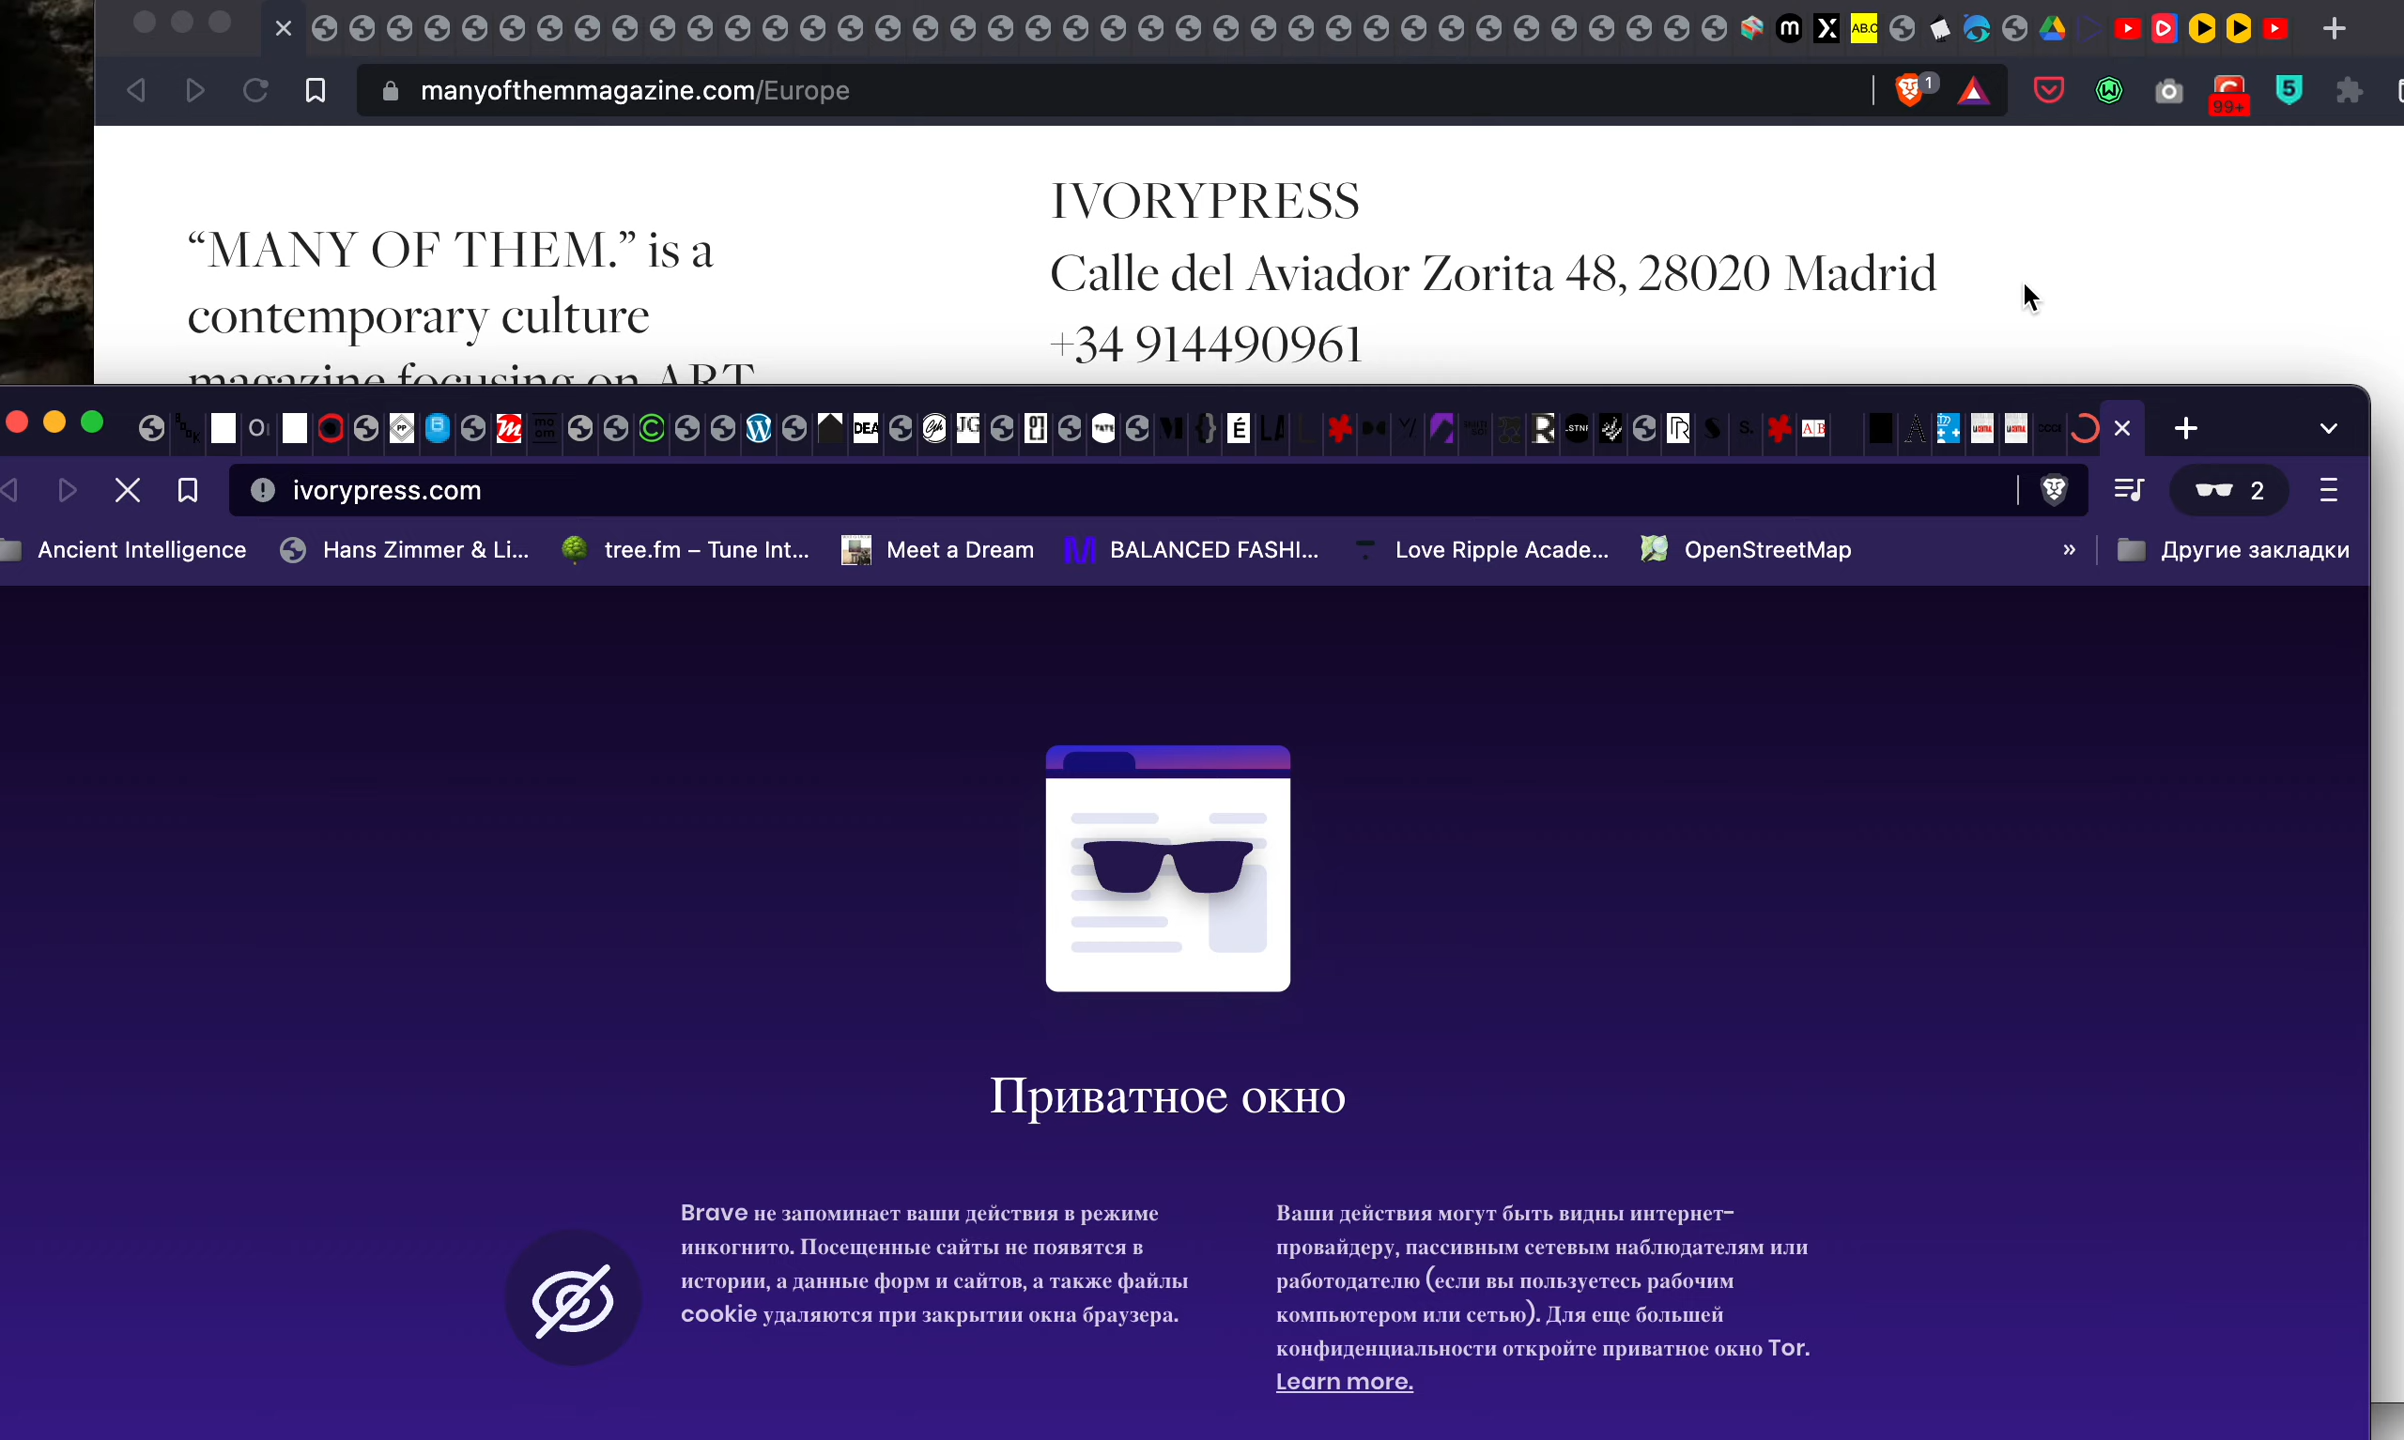 manyofthemmagazine.com/Europe
1
99+
5
“MANY OF THEM.” is a
contemporary culture
magazine focusing on ART
IVORYPRESS
Calle del Aviador Zorita 48, 28020 Madrid
+34 914490961
ivorypress.com
2
Ancient Intelligence
Hans Zimmer & Li...
tree.fm – Tune Int...
Meet a Dream
BALANCED FASHI...
Love Ripple Acade...
OpenStreetMap
»
Другие закладки
Приватное окно
Brave не запоминает ваши действия в режиме
инкогнито. Посещенные сайты не появятся в
истории, а данные форм и сайтов, а также файлы
cookie удаляются при закрытии окна браузера.
Ваши действия могут быть видны интернет-
провайдеру, пассивным сетевым наблюдателям или
работодателю (если вы пользуетесь рабочим
компьютером или сетью). Для еще большей
конфиденциальности откройте приватное окно Tor.
Learn more.